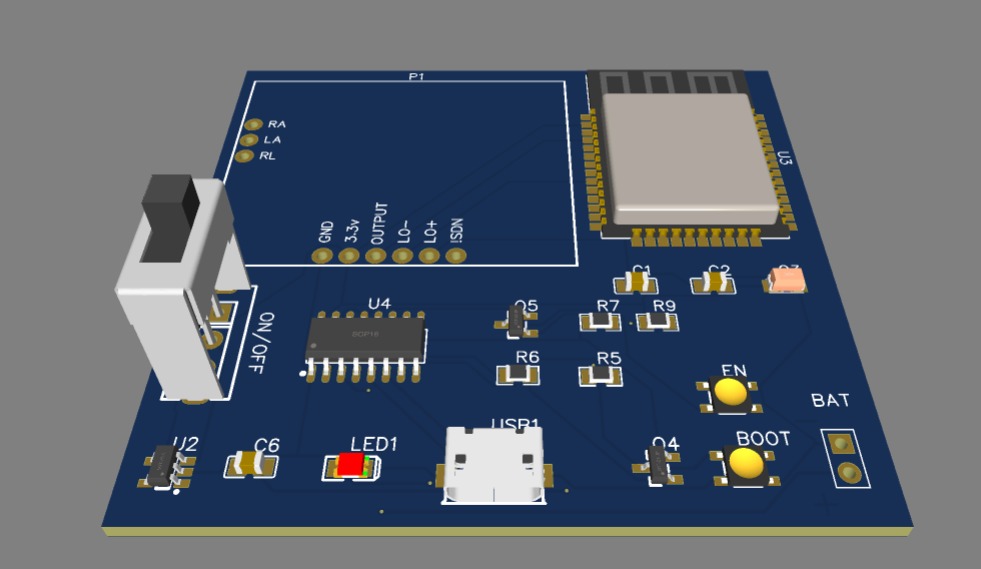 P1
RA
LA
RL
U3
GND
3.3v
OUTPUT
LO-
LO+
!SDN
C1
C2
U4
SOP16
Q5
R7
R9
ON/OFF
R6
R5
EN
BAT
U2
C6
LED1
USB1
Q4
BOOT